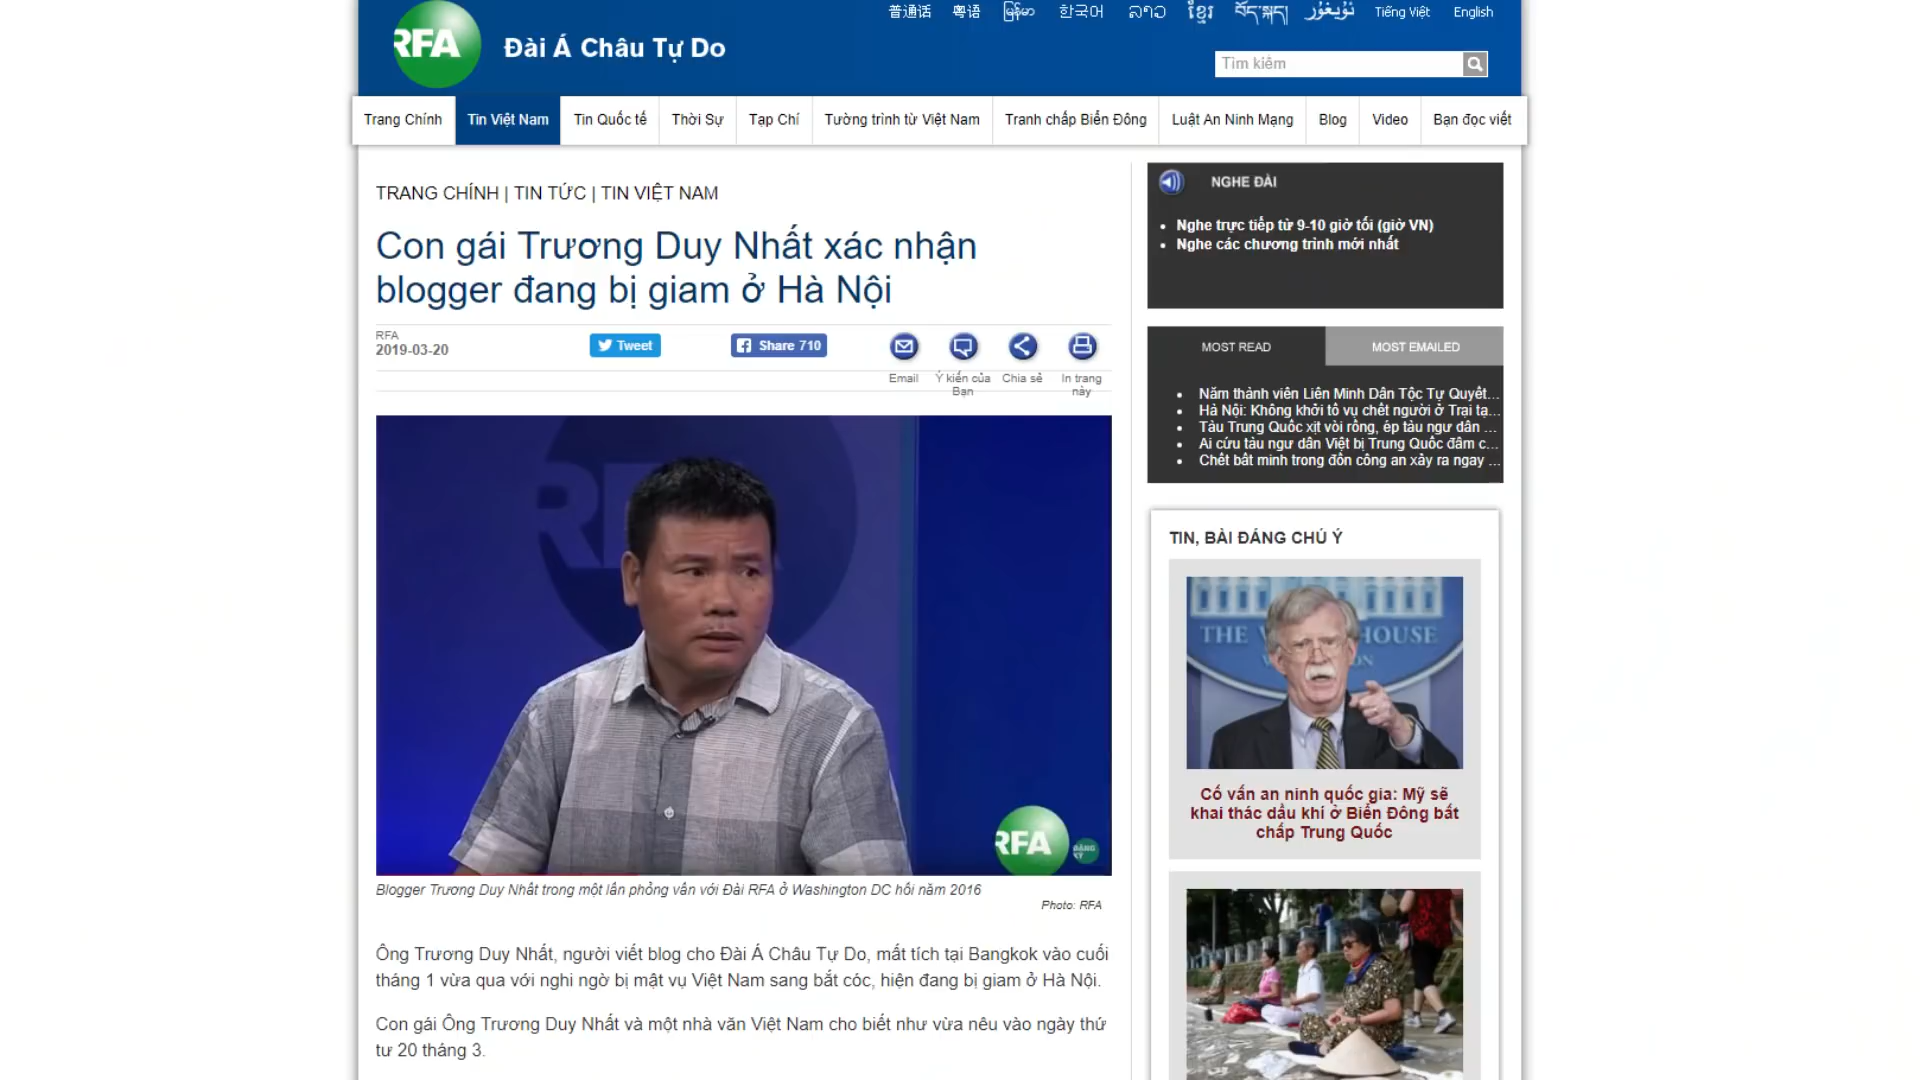 普通话 粤语 မြန်မာ 한국어 ລາວ ខ្មែរ བོད་སྐད། ئۇيغۇر Tiếng Việt English
RFA Đài Á Châu Tự Do
Tìm kiếm
Trang Chính Tin Việt Nam Tin Quốc tế Thời Sự Tạp Chí Tường trình từ Việt Nam Tranh chấp Biển Đông Luật An Ninh Mạng Blog Video Bạn đọc viết
TRANG CHÍNH | TIN TỨC | TIN VIỆT NAM
Con gái Trương Duy Nhất xác nhận
blogger đang bị giam ở Hà Nội
RFA
2019-03-20
Tweet
Share 710
Email
Ý kiến của
Bạn
Chia sẻ
In trang
này
RFA
RFA
ĐĂNG
KÝ
Blogger Trương Duy Nhất trong một lần phỏng vấn với Đài RFA ở Washington DC hồi năm 2016
Photo: RFA
Ông Trương Duy Nhất, người viết blog cho Đài Á Châu Tự Do, mất tích tại Bangkok vào cuối
tháng 1 vừa qua với nghi ngờ bị mật vụ Việt Nam sang bắt cóc, hiện đang bị giam ở Hà Nội.
Con gái Ông Trương Duy Nhất và một nhà văn Việt Nam cho biết như vừa nêu vào ngày thứ
tư 20 tháng 3.
NGHE ĐÀI
Nghe trực tiếp từ 9-10 giờ tối (giờ VN)
Nghe các chương trình mới nhất
MOST READ MOST EMAILED
Năm thành viên Liên Minh Dân Tộc Tự Quyết...
Hà Nội: Không khởi tố vụ chết người ở Trại tạ...
Tàu Trung Quốc xịt vòi rồng, ép tàu ngư dân ...
Ai cứu tàu ngư dân Việt bị Trung Quốc đâm c...
Chết bất minh trong đồn công an xảy ra ngay ...
TIN, BÀI ĐÁNG CHÚ Ý
THE W HOUSE
W ON
Cố vấn an ninh quốc gia: Mỹ sẽ
khai thác dầu khí ở Biển Đông bất
chấp Trung Quốc